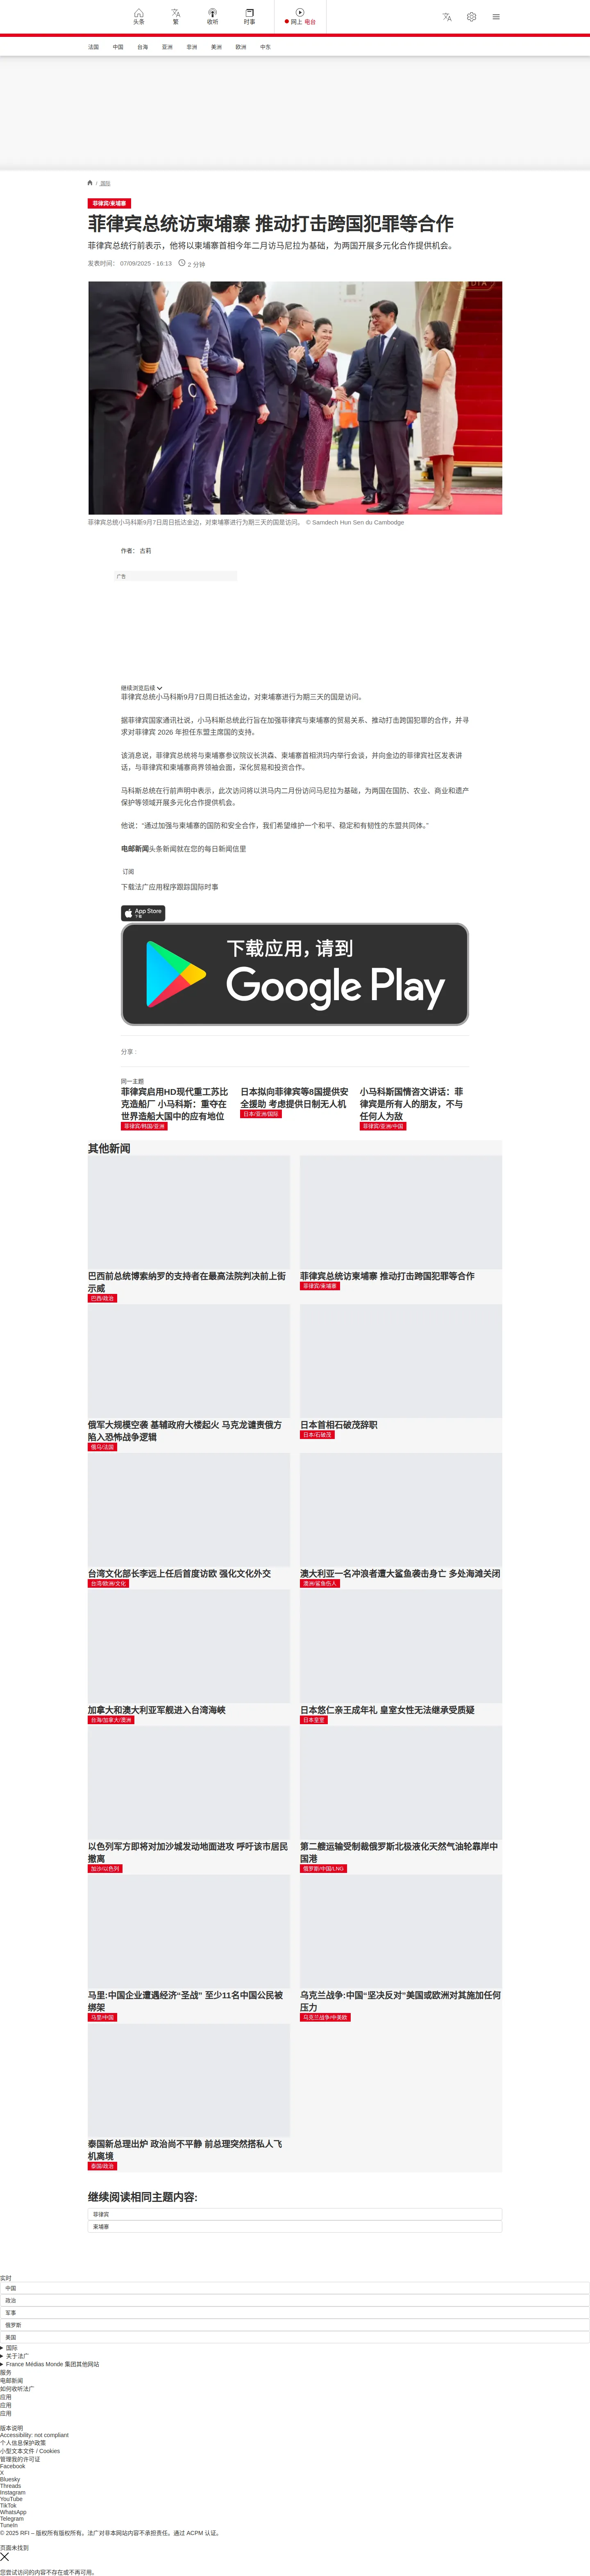 头条
繁
收听
时事
网上 电台
法国
中国
台海
亚洲
非洲
美洲
欧洲
中东
/ 国际
菲律宾/柬埔寨
菲律宾总统访柬埔寨 推动打击跨国犯罪等合作
菲律宾总统行前表示，他将以柬埔寨首相今年二月访马尼拉为基础，为两国开展多元化合作提供机会。
发表时间： 07/09/2025 - 16:13
2 分钟
菲律宾总统小马科斯9月7日周日抵达金边，对柬埔寨进行为期三天的国是访问。 © Samdech Hun Sen du Cambodge
作者： 古莉
广告
继续浏览后续
菲律宾总统小马科斯9月7日周日抵达金边，对柬埔寨进行为期三天的国是访问。
据菲律宾国家通讯社说，小马科斯总统此行旨在加强菲律宾与柬埔寨的贸易关系、推动打击跨国犯罪的合作，并寻
求对菲律宾 2026 年担任东盟主席国的支持。
该消息说，菲律宾总统将与柬埔寨参议院议长洪森、柬埔寨首相洪玛内举行会谈，并向金边的菲律宾社区发表讲
话，与菲律宾和柬埔寨商界领袖会面，深化贸易和投资合作。
马科斯总统在行前声明中表示，此次访问将以洪马内二月份访问马尼拉为基础，为两国在国防、农业、商业和遗产
保护等领域开展多元化合作提供机会。
他说：“通过加强与柬埔寨的国防和安全合作，我们希望维护一个和平、稳定和有韧性的东盟共同体。”
电邮新闻头条新闻就在您的每日新闻信里
订阅
下载法广应用程序跟踪国际时事
App Store
下载
下载应用，请到
Google Play
分享 :
同一主题
菲律宾启用HD现代重工苏比
克造船厂 小马科斯：重夺在
世界造船大国中的应有地位
菲律宾/韩国/亚洲
日本拟向菲律宾等8国提供安
全援助 考虑提供日制无人机
日本/亚洲/国际
小马科斯国情咨文讲话：菲
律宾是所有人的朋友，不与
任何人为敌
菲律宾/亚洲/中国
其他新闻
巴西前总统博索纳罗的支持者在最高法院判决前上街
示威
巴西/政治
菲律宾总统访柬埔寨 推动打击跨国犯罪等合作
菲律宾/柬埔寨
俄军大规模空袭 基辅政府大楼起火 马克龙谴责俄方
陷入恐怖战争逻辑
俄乌/法国
日本首相石破茂辞职
日本/石破茂
台湾文化部长李远上任后首度访欧 强化文化外交
台湾/欧洲/文化
澳大利亚一名冲浪者遭大鲨鱼袭击身亡 多处海滩关闭
澳洲/鲨鱼伤人
加拿大和澳大利亚军舰进入台湾海峡
台海/加拿大/澳洲
日本悠仁亲王成年礼 皇室女性无法继承受质疑
日本皇室
以色列军方即将对加沙城发动地面进攻 呼吁该市居民
撤离
加沙/以色列
第二艘运输受制裁俄罗斯北极液化天然气油轮靠岸中
国港
俄罗斯/中国/LNG
马里:中国企业遭遇经济“圣战” 至少11名中国公民被
绑架
马里/中国
乌克兰战争:中国“坚决反对”美国或欧洲对其施加任何
压力
乌克兰战争/中美欧
泰国新总理出炉 政治尚不平静 前总理突然搭私人飞
机离境
泰国/政治
继续阅读相同主题内容:
菲律宾
柬埔寨
实时
中国
政治
军事
俄罗斯
美国
国际
关于法广
France Médias Monde 集团其他网站
服务
电邮新闻
如何收听法广
应用
应用
应用
版本说明
Accessibility: not compliant
个人信息保护政策
小型文本文件 / Cookies
管理我的许可证
Facebook
X
Bluesky
Threads
Instagram
YouTube
TikTok
WhatsApp
Telegram
TuneIn
© 2025 RFI – 版权所有版权所有。法广对非本网站内容不承担责任。通过 ACPM 认证。
页面未找到
您尝试访问的内容不存在或不再可用。